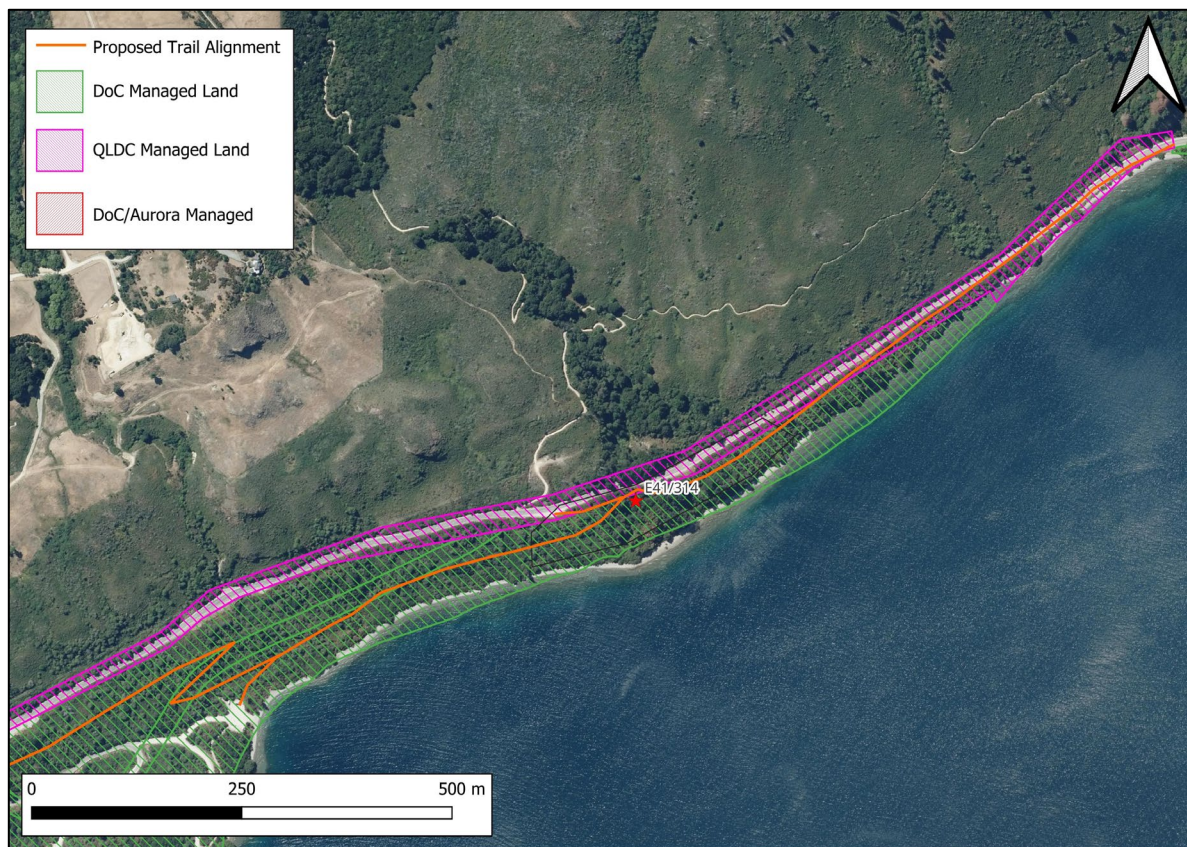 Proposed Trail Alignment
DoC Managed Land
QLDC Managed Land
DoC/Aurora Managed
E41/314
0 250 500 m